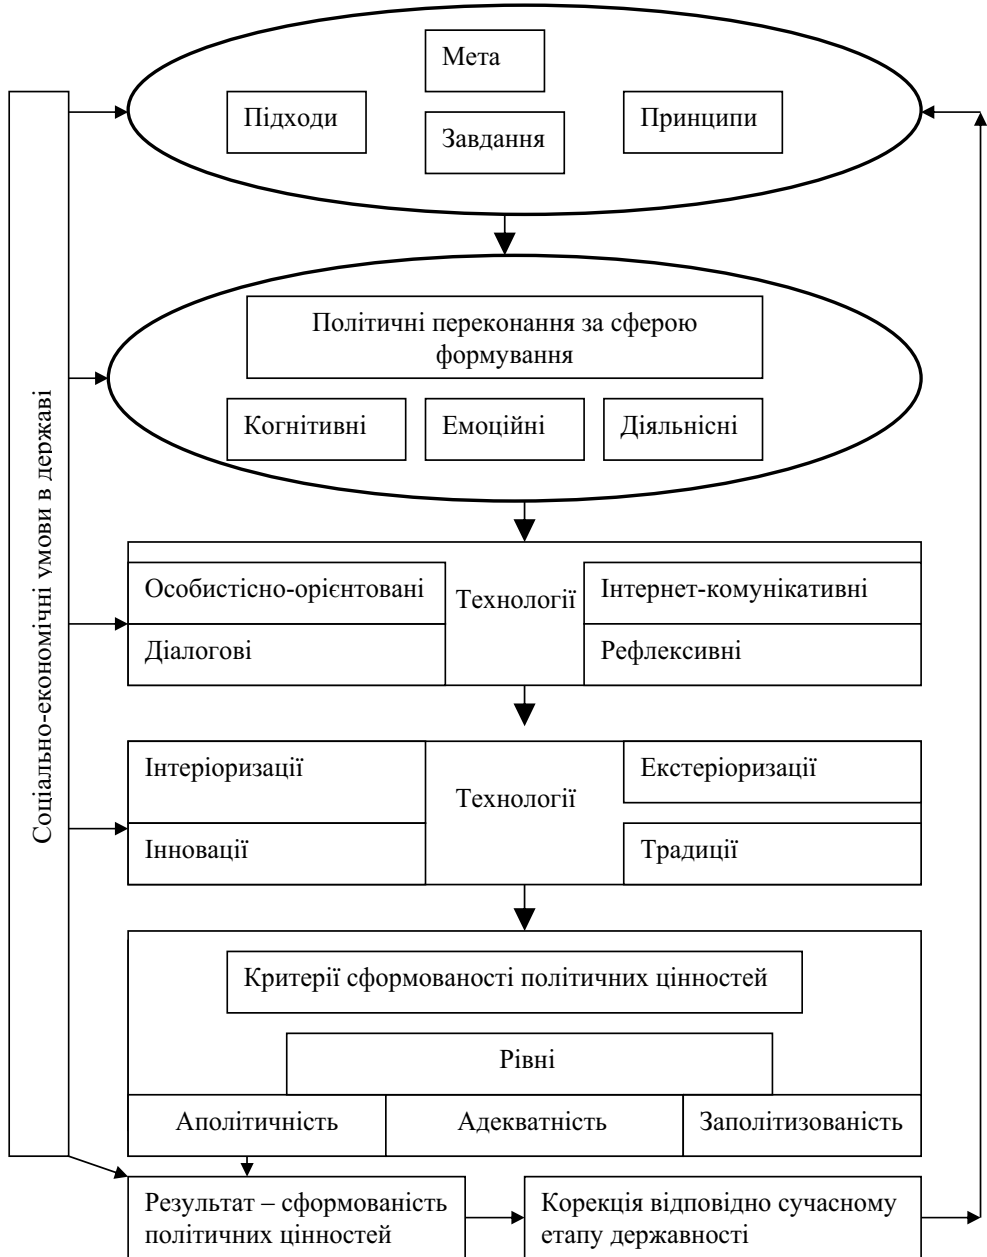 Мета
Підходи
Завдання
Принципи
Соціально-економічні умови в державі
Політичні переконання за сферою
формування
Когнітивні
Емоційні
Діяльнісні
Особистісно-орієнтовані
Технології
Інтернет-комунікативні
Діалогові
Рефлексивні
Інтеріоризації
Технології
Екстеріоризації
Інновації
Традиції
Критерії сформованості політичних цінностей
Рівні
Аполітичність
Адекватність
Заполітизованість
Результат – сформованість
політичних цінностей
Корекція відповідно сучасному
етапу державності